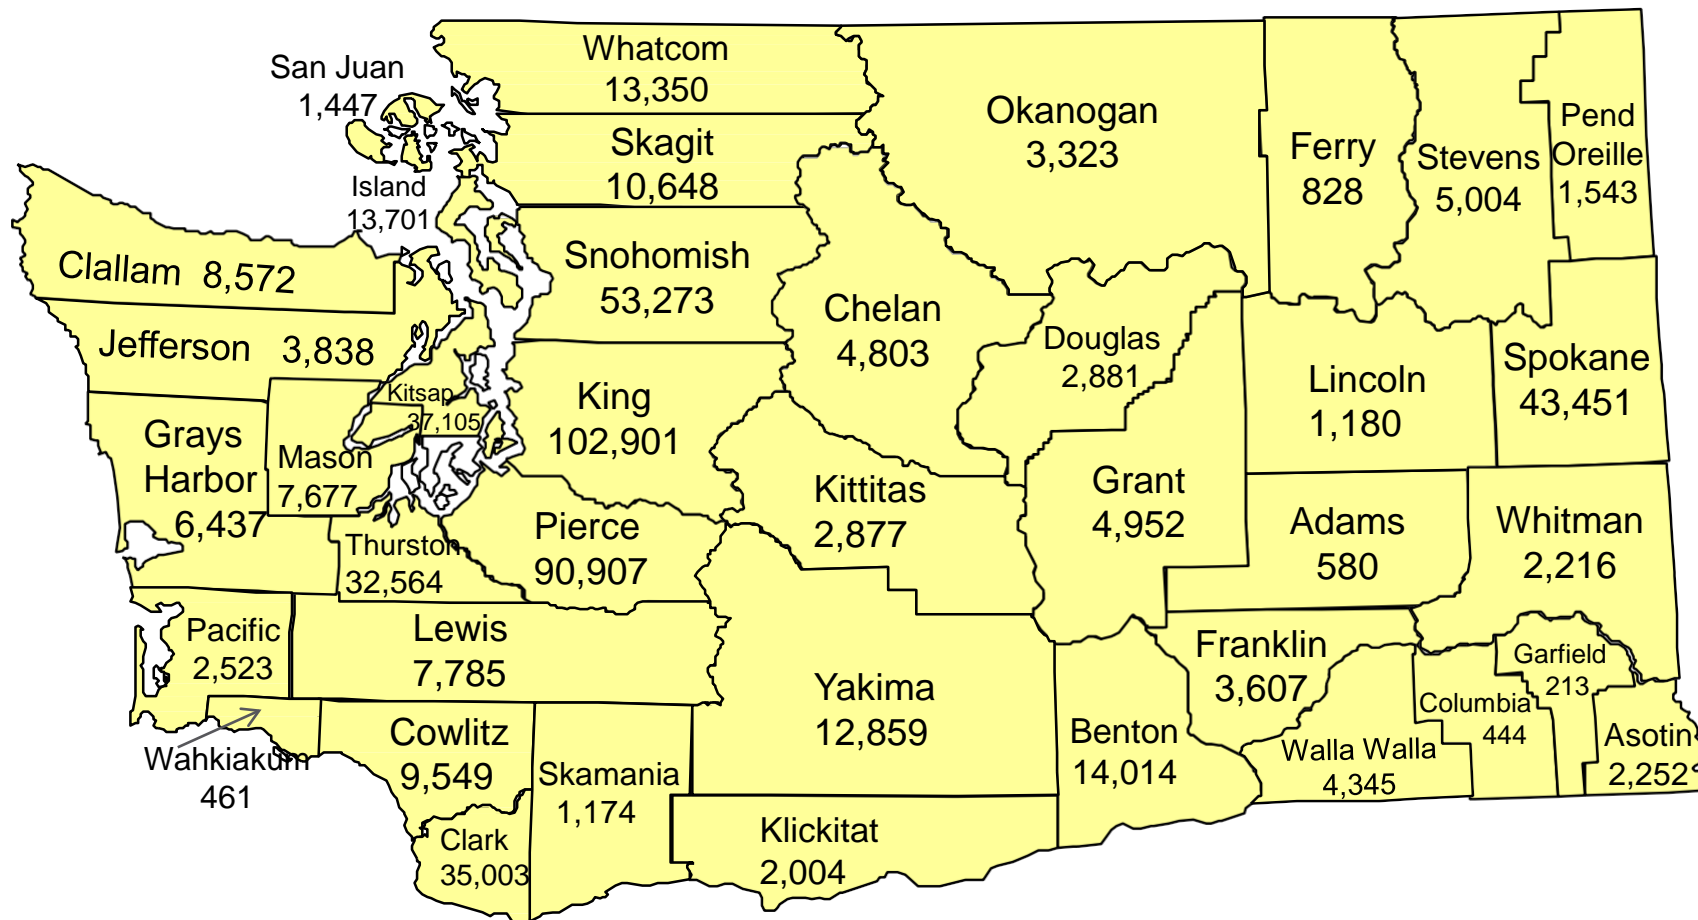 Whatcom
13,350
San Juan
1,447
Skagit
10,648
Island
13,701
Okanogan
3,323
Ferry
828
Stevens
5,004
Pend
Oreille
1,543
Clallam 8,572
Snohomish
53,273
Chelan
4,803
Douglas
2,881
Jefferson 3,838
Kitsap
37,105
King
102,901
Lincoln
1,180
Spokane
43,451
Grays
Harbor
6,437
Mason
7,677
Kittitas
2,877
Grant
4,952
Adams
580
Whitman
2,216
Thurston
32,564
Pierce
90,907
Pacific
2,523
Lewis
7,785
Yakima
12,859
Franklin
3,607
Garfield
213
Columbia
444
Asotin
2,252
Wahkiakum
461
Cowlitz
9,549
Skamania
1,174
Benton
14,014
Walla Walla
4,345
Clark
35,003
Klickitat
2,004